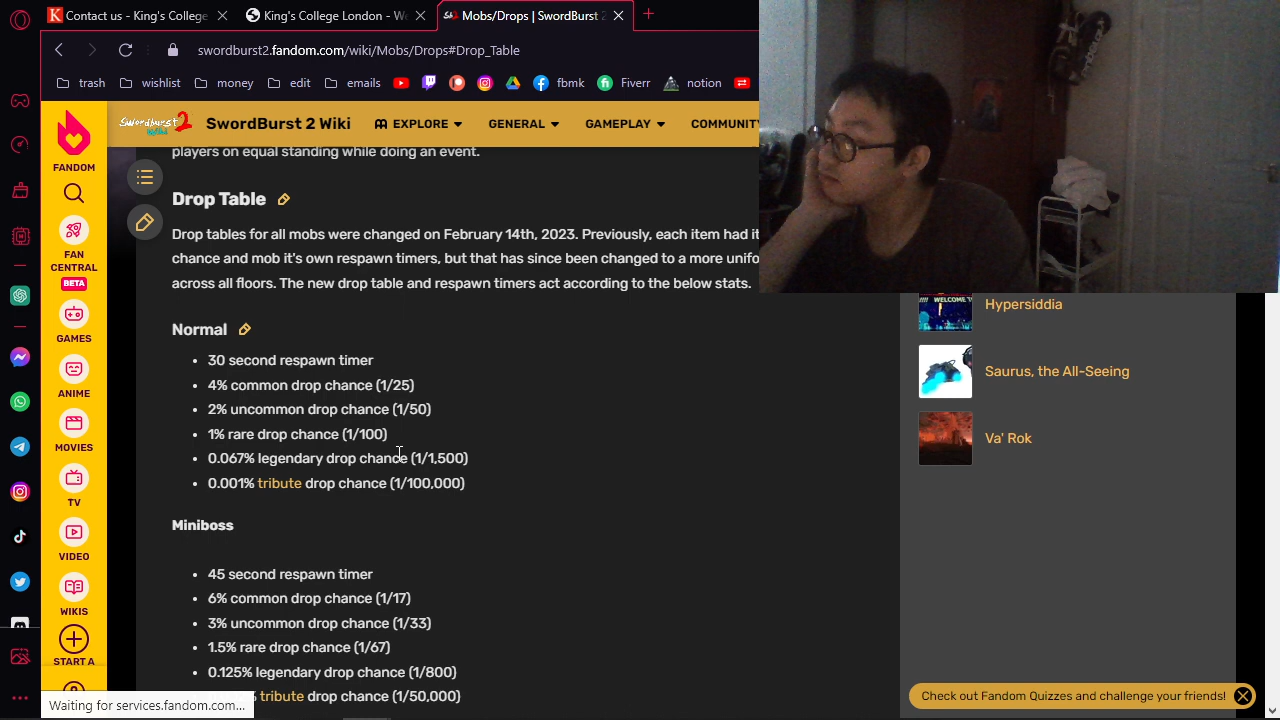 Contact us - King's College
King's College London - We
Mobs/Drops | SwordBurst 2
swordburst2.fandom.com/wiki/Mobs/Drops#Drop_Table
trash
wishlist
money
edit
emails
fbmk
Fiverr
notion
FANDOM
FAN
CENTRAL
BETA
GAMES
ANIME
MOVIES
TV
VIDEO
WIKIS
START A
Swordburst 2
SwordBurst 2 Wiki
EXPLORE
GENERAL
GAMEPLAY
COMMUNITY
players on equal standing while doing an event.
Drop Table
Drop tables for all mobs were changed on February 14th, 2023. Previously, each item had it
chance and mob it's own respawn timers, but that has since been changed to a more unifo
across all floors. The new drop table and respawn timers act according to the below stats.
Normal
• 30 second respawn timer
• 4% common drop chance (1/25)
• 2% uncommon drop chance (1/50)
• 1% rare drop chance (1/100)
• 0.067% legendary drop chance (1/1,500)
• 0.001% tribute drop chance (1/100,000)
Miniboss
• 45 second respawn timer
• 6% common drop chance (1/17)
• 3% uncommon drop chance (1/33)
• 1.5% rare drop chance (1/67)
• 0.125% legendary drop chance (1/800)
% tribute drop chance (1/50,000)
WELCOME T
Hypersiddia
Saurus, the All-Seeing
Va' Rok
Check out Fandom Quizzes and challenge your friends!
Waiting for services.fandom.com...